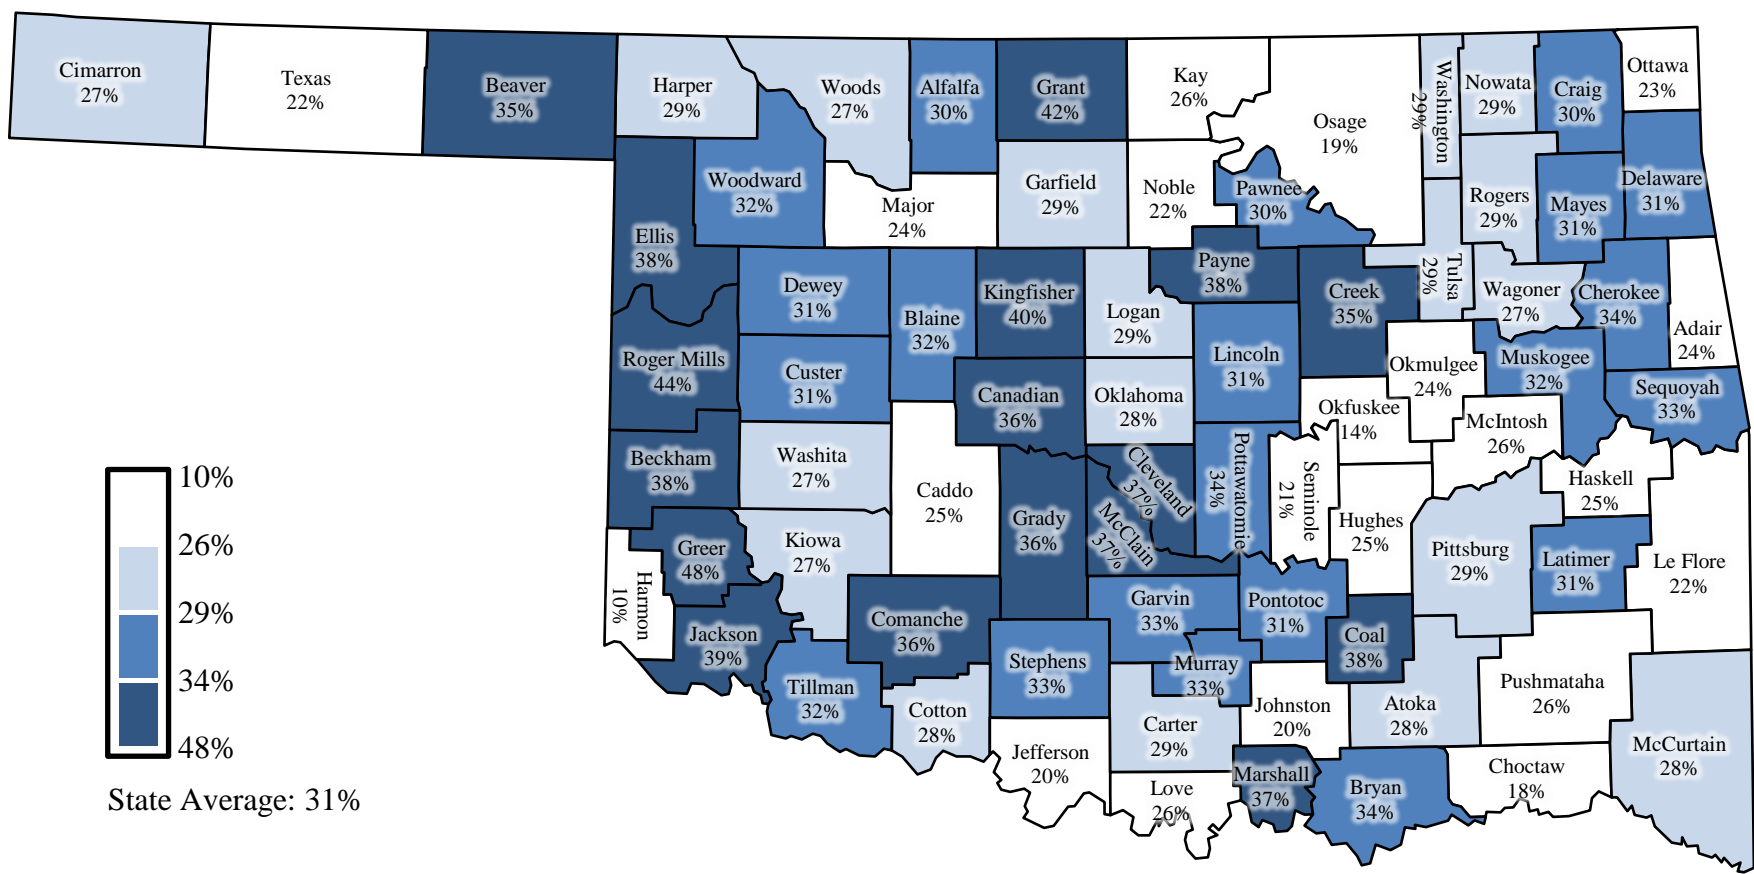 Cimarron
27%
Texas
22%
Beaver
35%
Harper
29%
Woods
27%
Alfalfa
30%
Grant
42%
Kay
26%
Osage
19%
Washington
29%
Nowata
29%
Craig
30%
Ottawa
23%
Woodward
32%
Major
24%
Garfield
29%
Noble
22%
Pawnee
30%
Rogers
29%
Mayes
31%
Delaware
31%
Ellis
38%
Dewey
31%
Blaine
32%
Kingfisher
40%
Logan
29%
Payne
38%
Creek
35%
Tulsa
29%
Wagoner
27%
Cherokee
34%
Adair
24%
Roger Mills
44%
Custer
31%
Canadian
36%
Oklahoma
28%
Lincoln
31%
Okmulgee
24%
Muskogee
32%
Sequoyah
33%
Okfuskee
14%
McIntosh
26%
Beckham
38%
Washita
27%
Caddo
25%
Grady
36%
Cleveland
37%
McClain
37%
Pottawatomie
34%
Seminole
21%
Hughes
25%
Haskell
25%
Pittsburg
29%
Latimer
31%
Le Flore
22%
Greer
48%
Kiowa
27%
Harmon
10%
Jackson
39%
Comanche
36%
Garvin
33%
Pontotoc
31%
Coal
38%
Stephens
33%
Murray
33%
Tillman
32%
Cotton
28%
Carter
29%
Johnston
20%
Atoka
28%
Pushmataha
26%
McCurtain
28%
Jefferson
20%
Love
26%
Marshall
37%
Bryan
34%
Choctaw
18%
10%
26%
29%
34%
48%
State Average: 31%